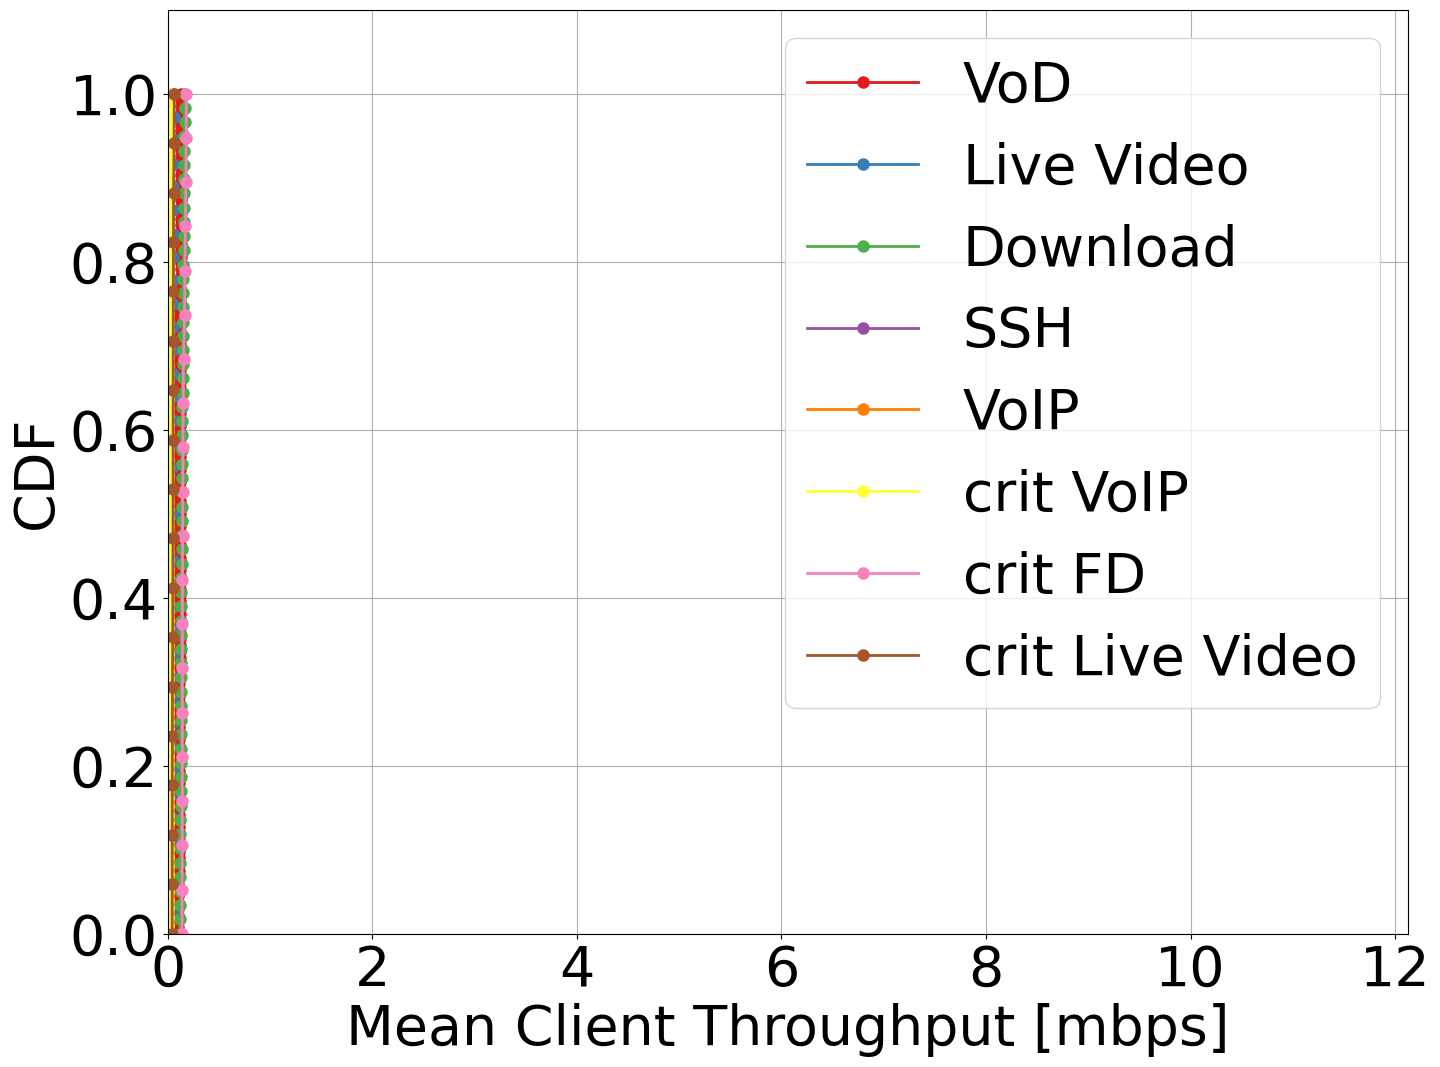 1.0
0.8
0.6
0.4
0.2
0.0
CDF
0 2 4 6 8 10 12
Mean Client Throughput [mbps]
VoD
Live Video
Download
SSH
VoIP
crit VoIP
crit FD
crit Live Video